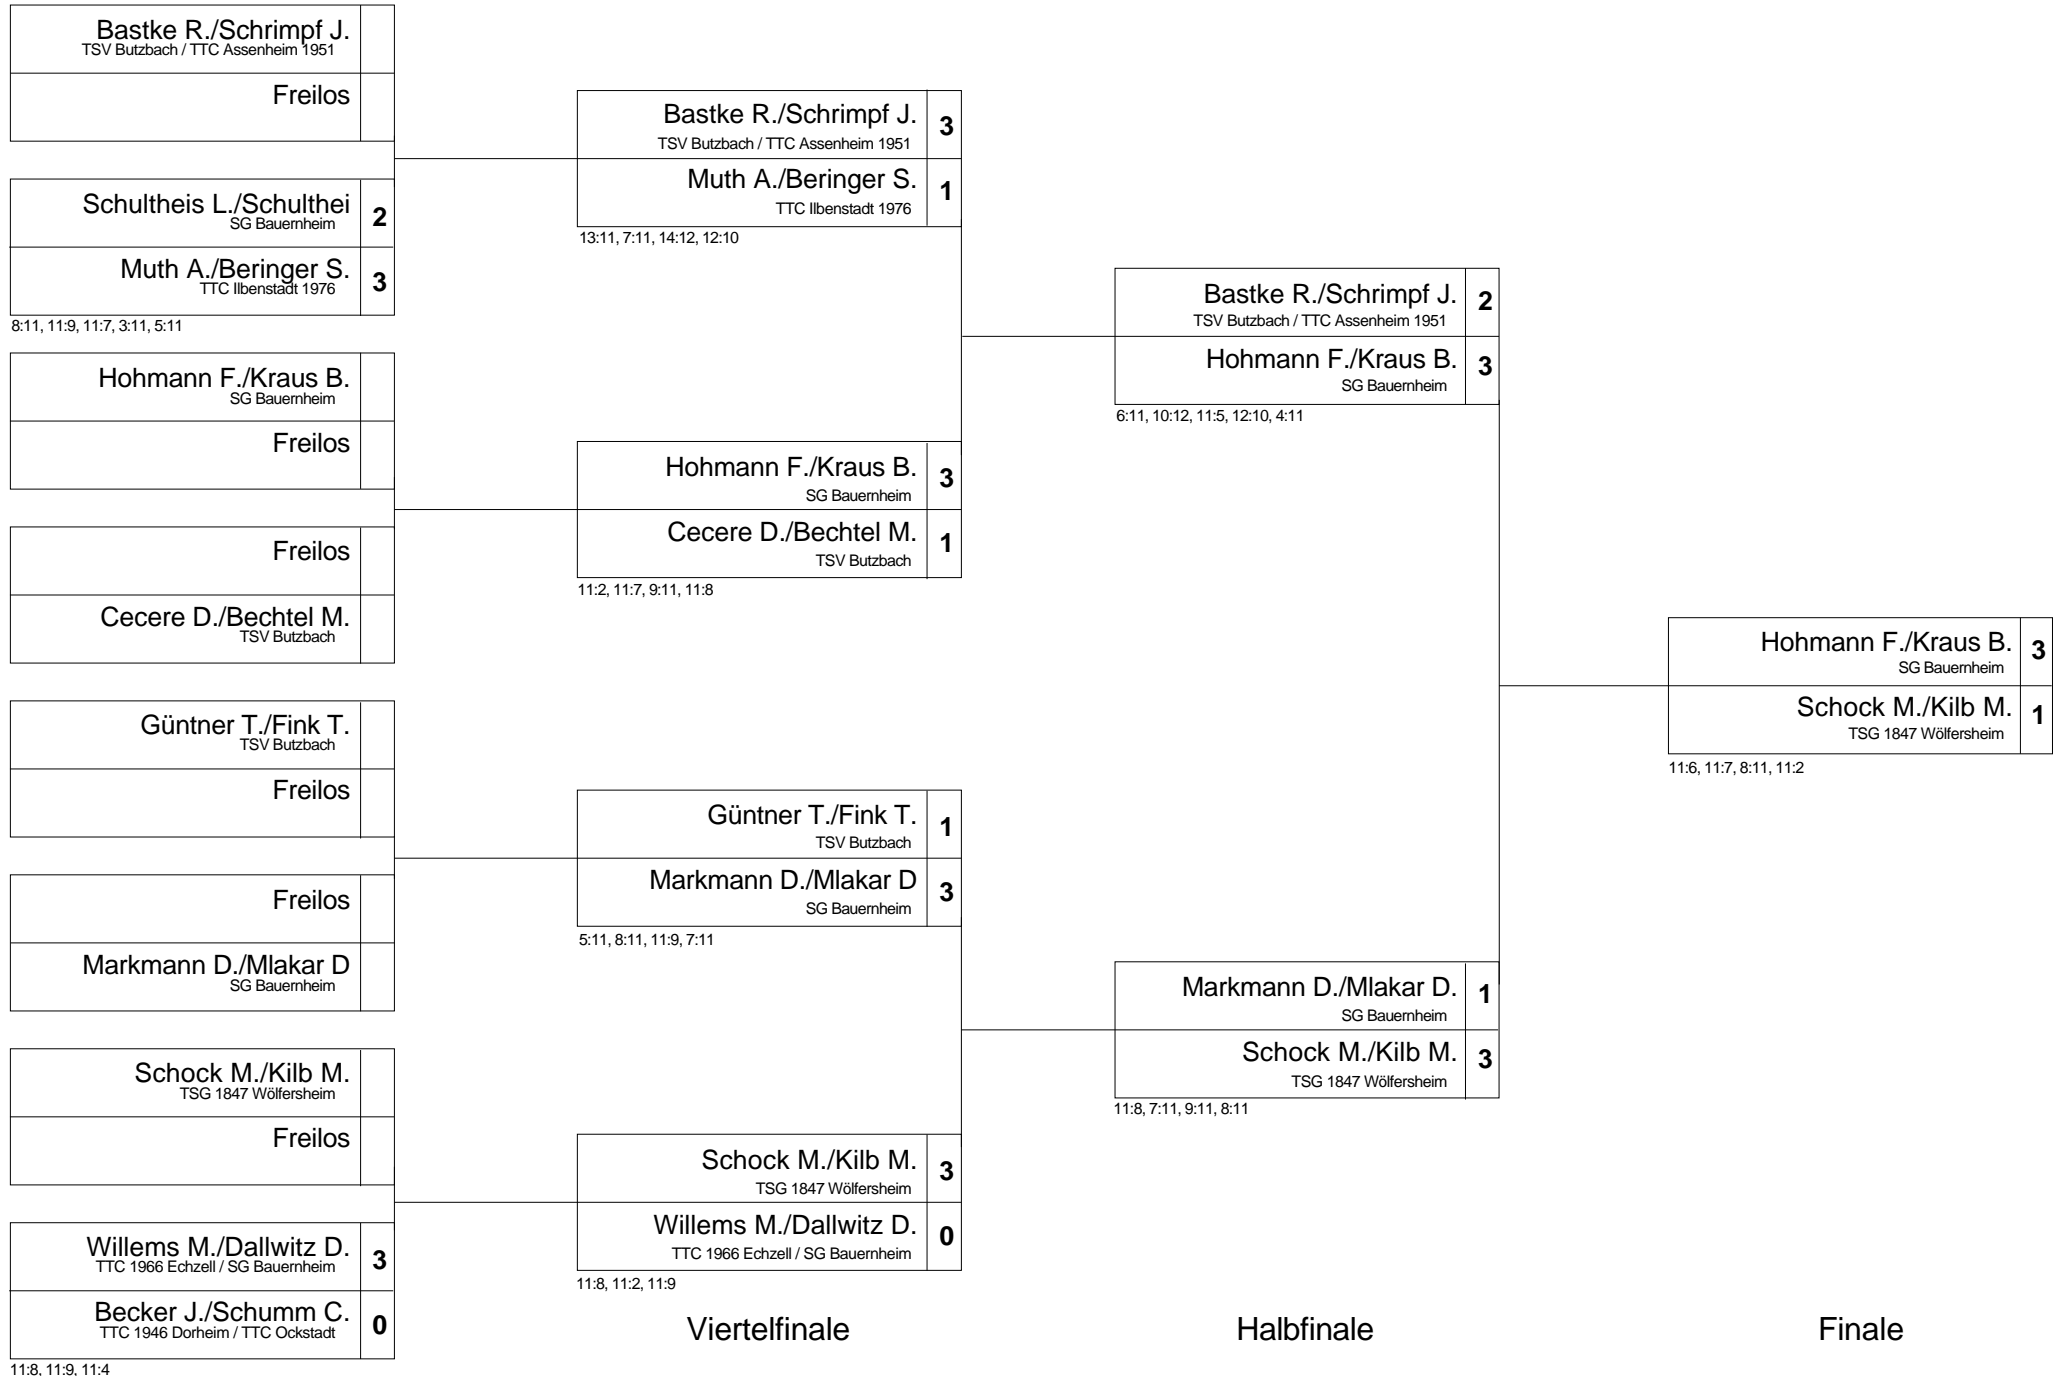 Bastke R./Schrimpf J.
TSV Butzbach / TTC Assenheim 1951
Freilos
Schultheis L./Schulthei
SG Bauernheim
2
Muth A./Beringer S.
TTC Ilbenstadt 1976
3
8:11, 11:9, 11:7, 3:11, 5:11
Hohmann F./Kraus B.
SG Bauernheim
Freilos
Freilos
Cecere D./Bechtel M.
TSV Butzbach
Güntner T./Fink T.
TSV Butzbach
Freilos
Freilos
Markmann D./Mlakar D
SG Bauernheim
Schock M./Kilb M.
TSG 1847 Wölfersheim
Freilos
Willems M./Dallwitz D.
TTC 1966 Echzell / SG Bauernheim
3
Becker J./Schumm C.
TTC 1946 Dorheim / TTC Ockstadt
0
11:8, 11:9, 11:4
Bastke R./Schrimpf J.
TSV Butzbach / TTC Assenheim 1951
3
Muth A./Beringer S.
TTC Ilbenstadt 1976
1
13:11, 7:11, 14:12, 12:10
Hohmann F./Kraus B.
SG Bauernheim
3
Cecere D./Bechtel M.
TSV Butzbach
1
11:2, 11:7, 9:11, 11:8
Güntner T./Fink T.
TSV Butzbach
1
Markmann D./Mlakar D
SG Bauernheim
3
5:11, 8:11, 11:9, 7:11
Schock M./Kilb M.
TSG 1847 Wölfersheim
3
Willems M./Dallwitz D.
TTC 1966 Echzell / SG Bauernheim
0
11:8, 11:2, 11:9
Viertelfinale
Bastke R./Schrimpf J.
TSV Butzbach / TTC Assenheim 1951
2
Hohmann F./Kraus B.
SG Bauernheim
3
6:11, 10:12, 11:5, 12:10, 4:11
Markmann D./Mlakar D.
SG Bauernheim
1
Schock M./Kilb M.
TSG 1847 Wölfersheim
3
11:8, 7:11, 9:11, 8:11
Halbfinale
Hohmann F./Kraus B.
SG Bauernheim
3
Schock M./Kilb M.
TSG 1847 Wölfersheim
1
11:6, 11:7, 8:11, 11:2
Finale